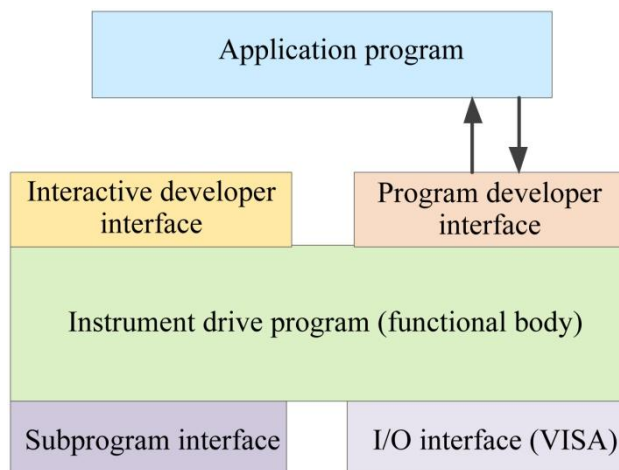 Application program
Interactive developer
interface
Program developer
interface
Instrument drive program (functional body)
Subprogram interface
I/O interface (VISA)